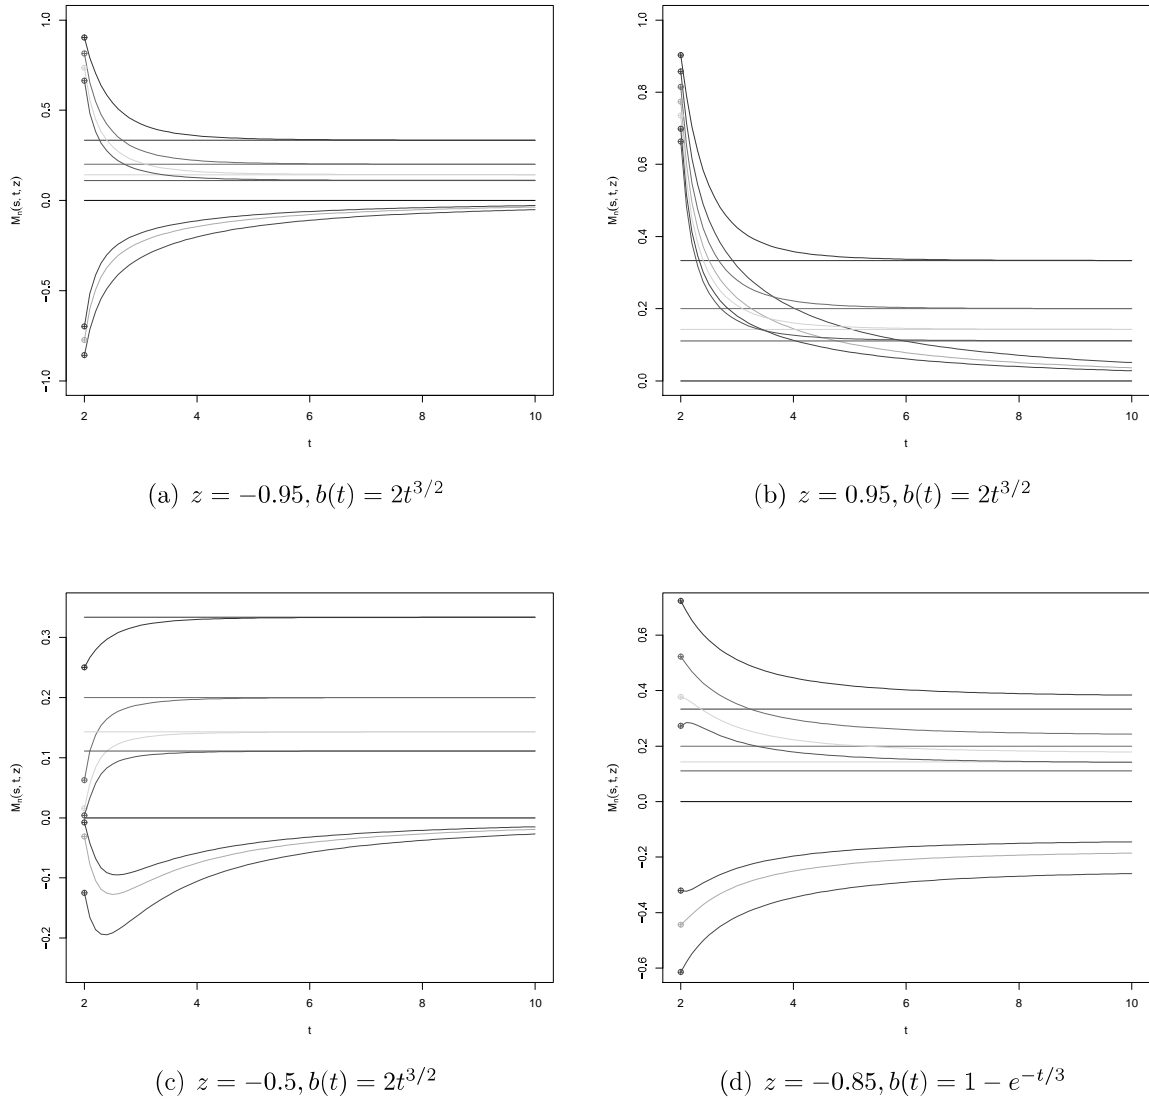 1.0
0.5
0.0
−0.5
−1.0
Mn(s, t, z)
2 4 6 8 10
t
(a) z = −0.95, b(t) = 2t^{3/2}
1.0
0.8
0.6
0.4
0.2
0.0
Mn(s, t, z)
2 4 6 8 10
t
(b) z = 0.95, b(t) = 2t^{3/2}
0.3
0.2
0.1
0.0
−0.1
−0.2
Mn(s, t, z)
2 4 6 8 10
t
(c) z = −0.5, b(t) = 2t^{3/2}
0.6
0.4
0.2
0.0
−0.2
−0.4
−0.6
Mn(s, t, z)
2 4 6 8 10
t
(d) z = −0.85, b(t) = 1 − e^{−t/3}